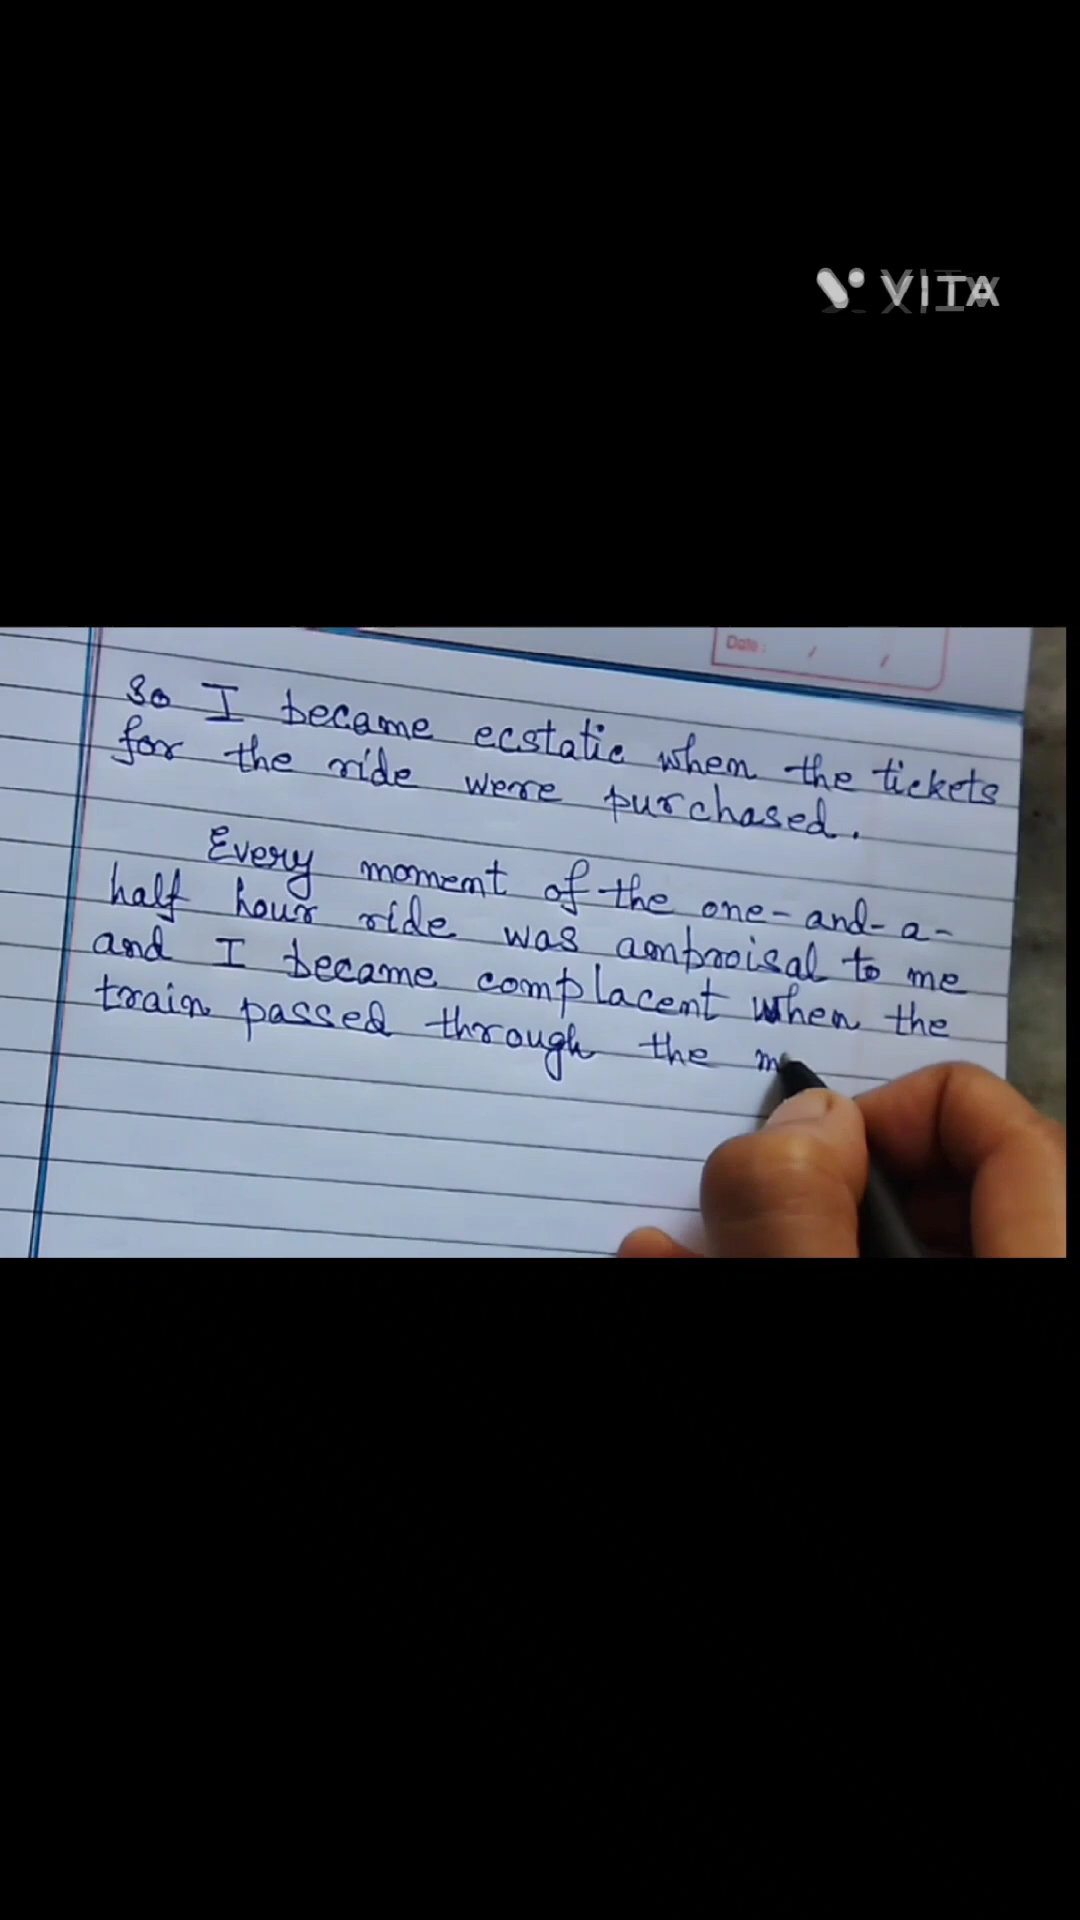 VITA
Date: / /
So I became ecstatic when the tickets
for the ride were purchased.
Every moment of the one-and-a-
half hour ride was ambroisal to me
and I became complacent when the
train passed through the m